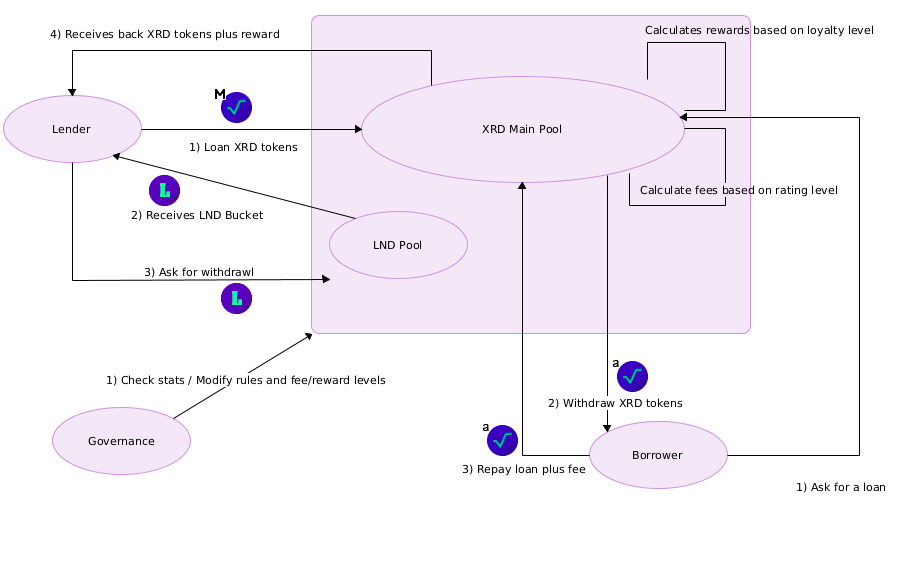 Calculates rewards based on loyalty level
4) Receives back XRD tokens plus reward
M
Lender
XRD Main Pool
1) Loan XRD tokens
Calculate fees based on rating level
L
2) Receives LND Bucket
LND Pool
3) Ask for withdrawl
L
a
1) Check stats / Modify rules and fee/reward levels
2) Withdraw XRD tokens
a
Governance
Borrower
3) Repay loan plus fee
1) Ask for a loan